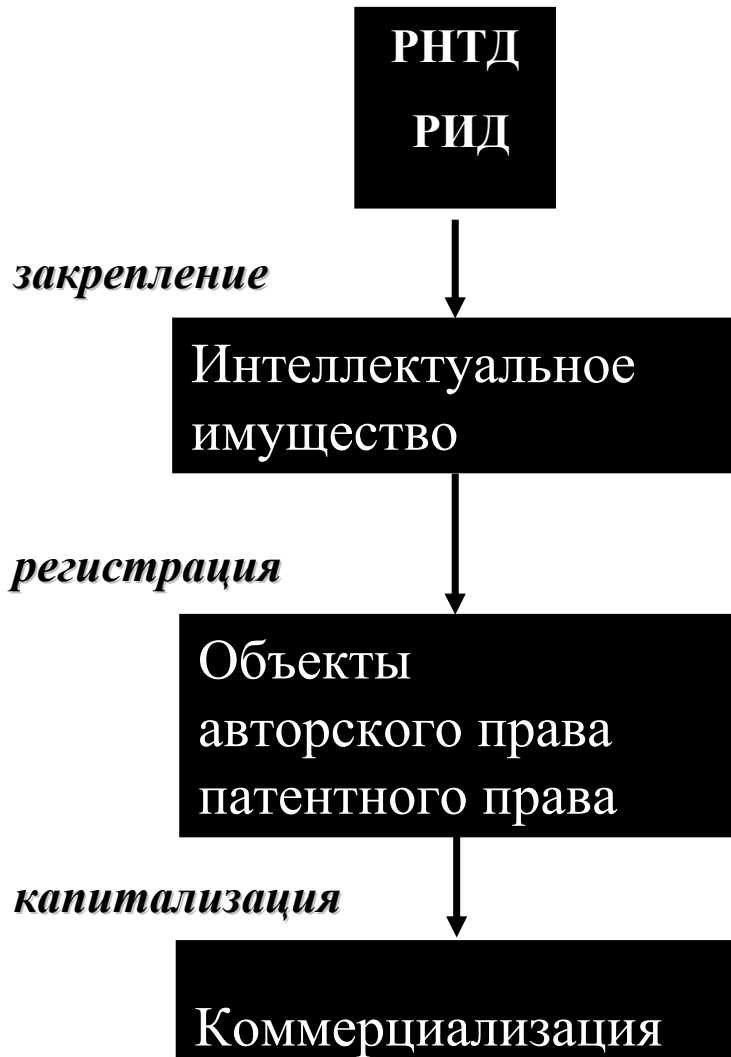 РНТД
РИД
закрепление
Интеллектуальное
имущество
регистрация
Объекты
авторского права
патентного права
капитализация
Коммерциализация